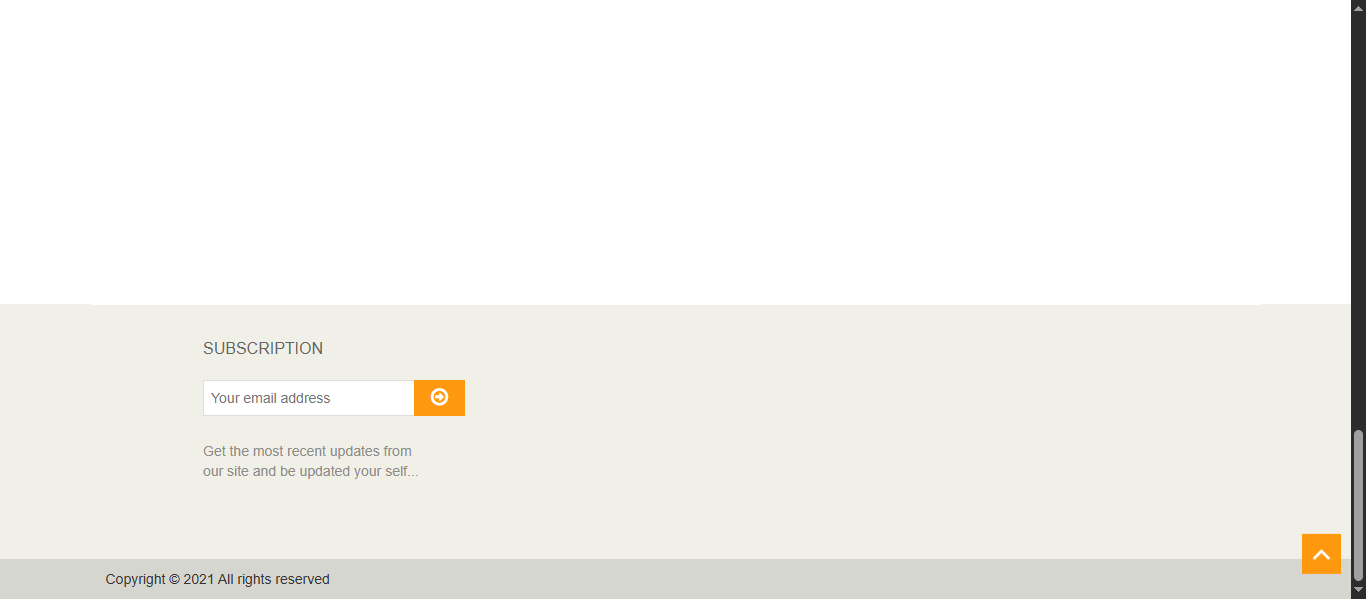 SUBSCRIPTION
Your email address
Get the most recent updates from
our site and be updated your self...
Copyright © 2021 All rights reserved